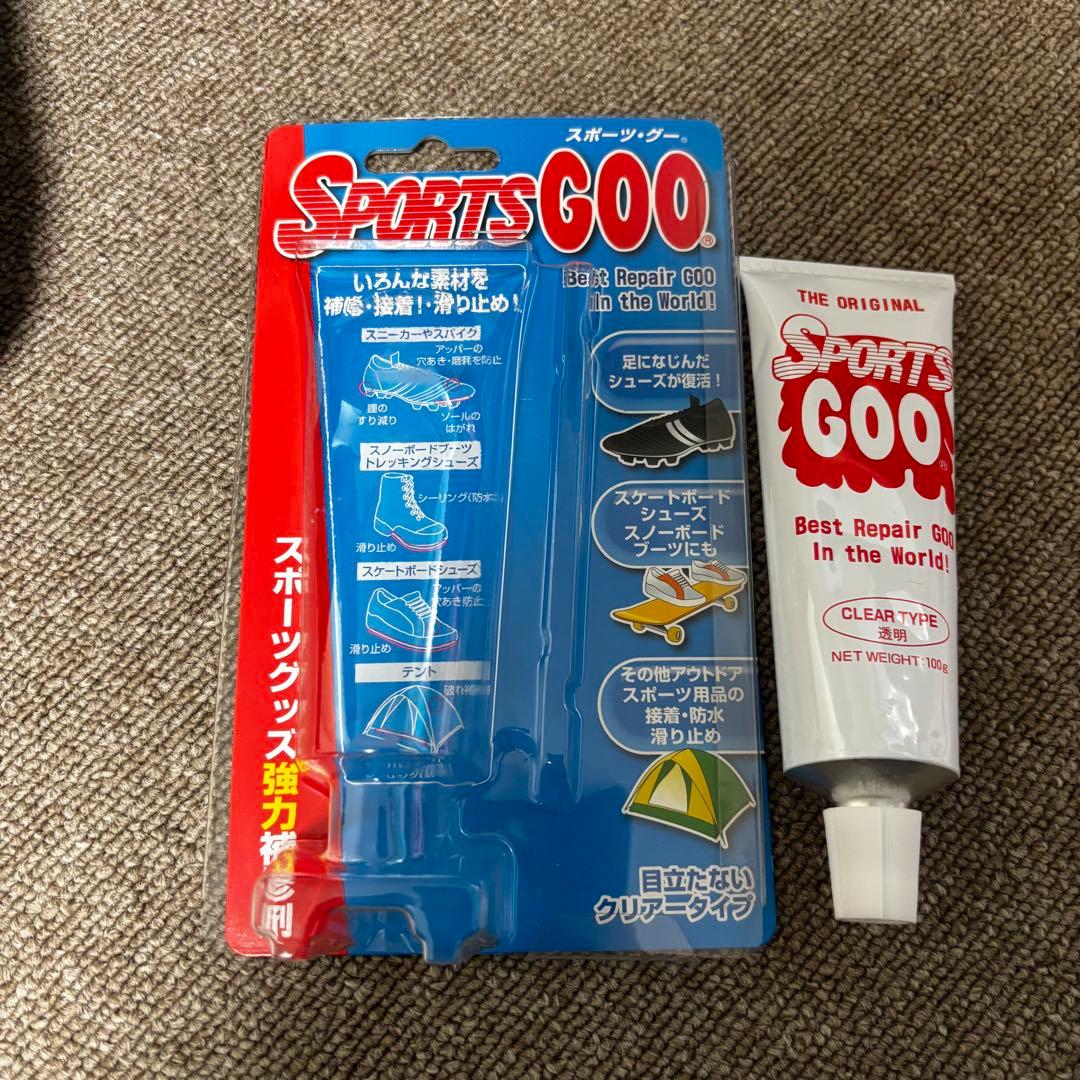 スポーツ・グー®
SPORTS GOO®
いろんな素材を
補修・接着!・滑り止め!
Best Repair GOO
In the World!
スニーカーやスパイク
アッパーの
穴あき・磨耗を防止
踵の
すり減り
ソールの
はがれ
スノーボードブーツ
トレッキングシューズ
シーリング(防水
滑り止め
スケートボードシューズ
アッパーの
穴あき防止
滑り止め
テント
足になじんだ
シューズが復活!
スケートボード
シューズ
スノーボード
ブーツにも
その他アウトドア
スポーツ用品の
接着・防水
滑り止め
目立たない
クリアータイプ
スポーツグッズ強力補修剤
THE ORIGINAL
SPORTS
GOO®
Best Repair GOO
In the World!
CLEAR TYPE
透明
NET WEIGHT:100g